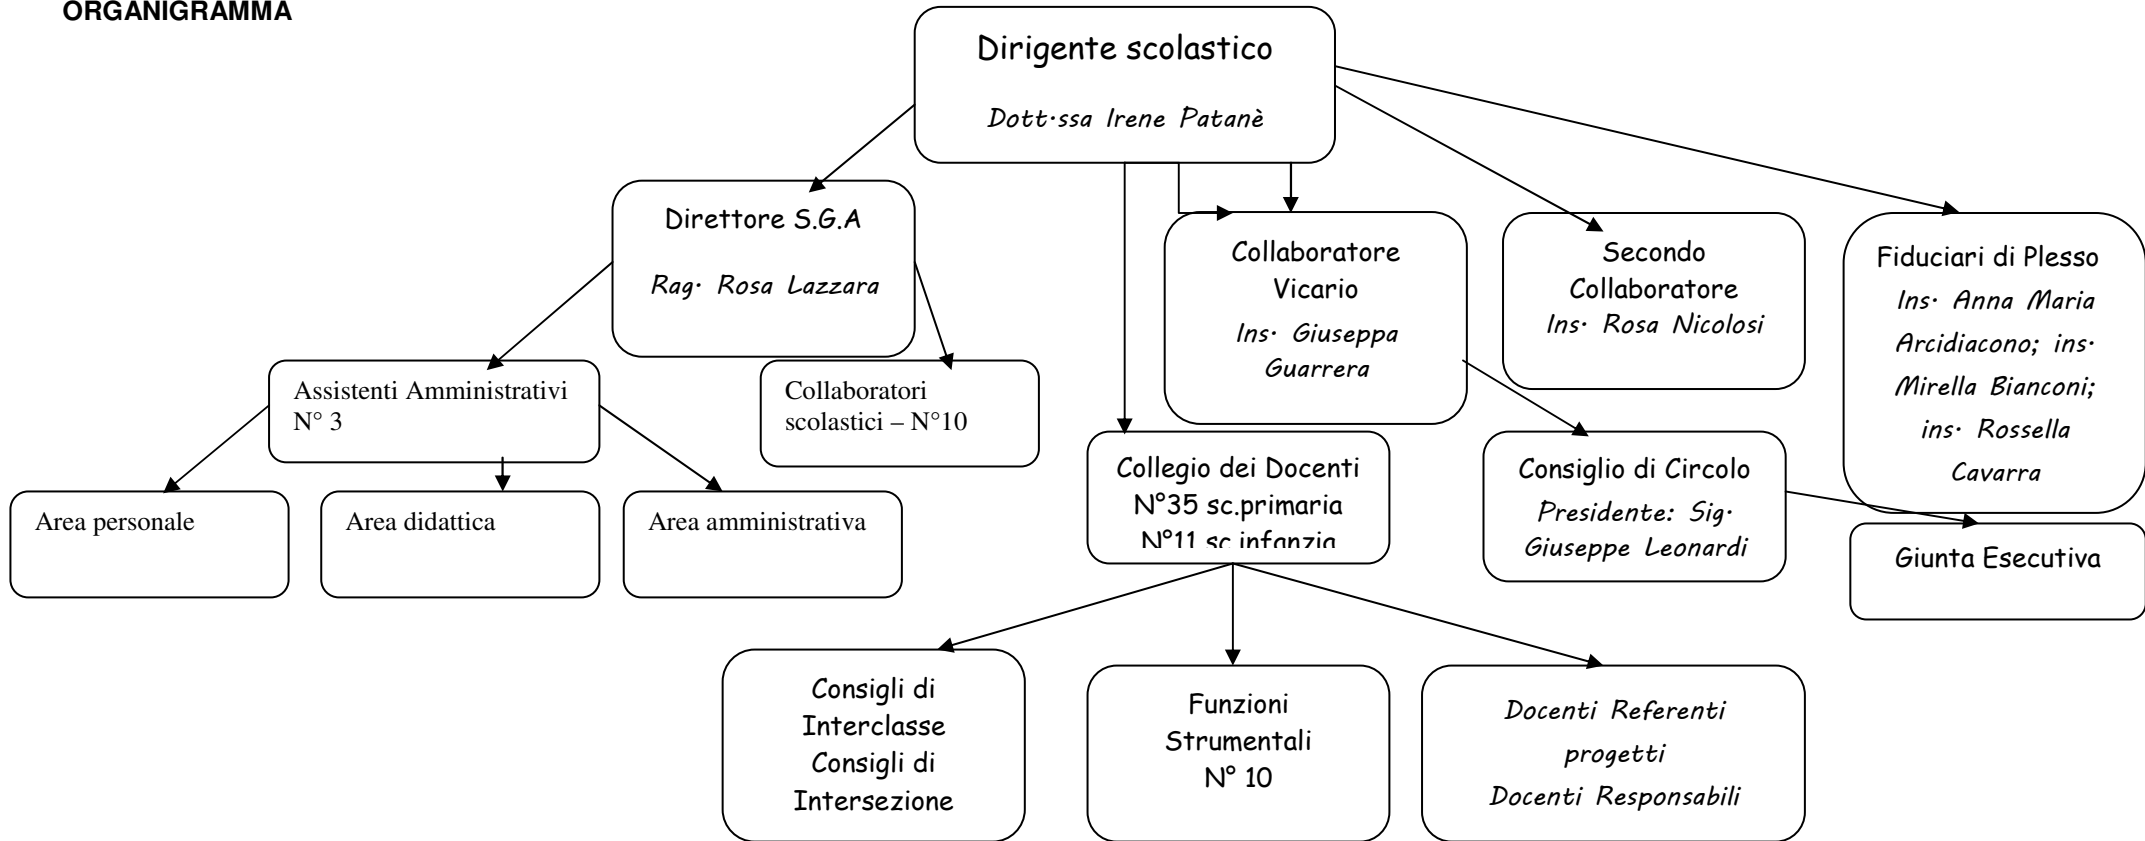 ORGANIGRAMMA
Dirigente scolastico
Dott.ssa Irene Patanè
Direttore S.G.A
Rag. Rosa Lazzara
Collaboratore
Vicario
Ins. Giuseppa
Guarrera
Secondo
Collaboratore
Ins. Rosa Nicolosi
Fiduciari di Plesso
Ins. Anna Maria
Arcidiacono; ins.
Mirella Bianconi;
ins. Rossella
Cavarra
Assistenti Amministrativi
N° 3
Collaboratori
scolastici – N°10
Collegio dei Docenti
N°35 sc.primaria
N°11 sc infanzia
Consiglio di Circolo
Presidente: Sig.
Giuseppe Leonardi
Giunta Esecutiva
Area personale
Area didattica
Area amministrativa
Consigli di
Interclasse
Consigli di
Intersezione
Funzioni
Strumentali
N° 10
Docenti Referenti
progetti
Docenti Responsabili